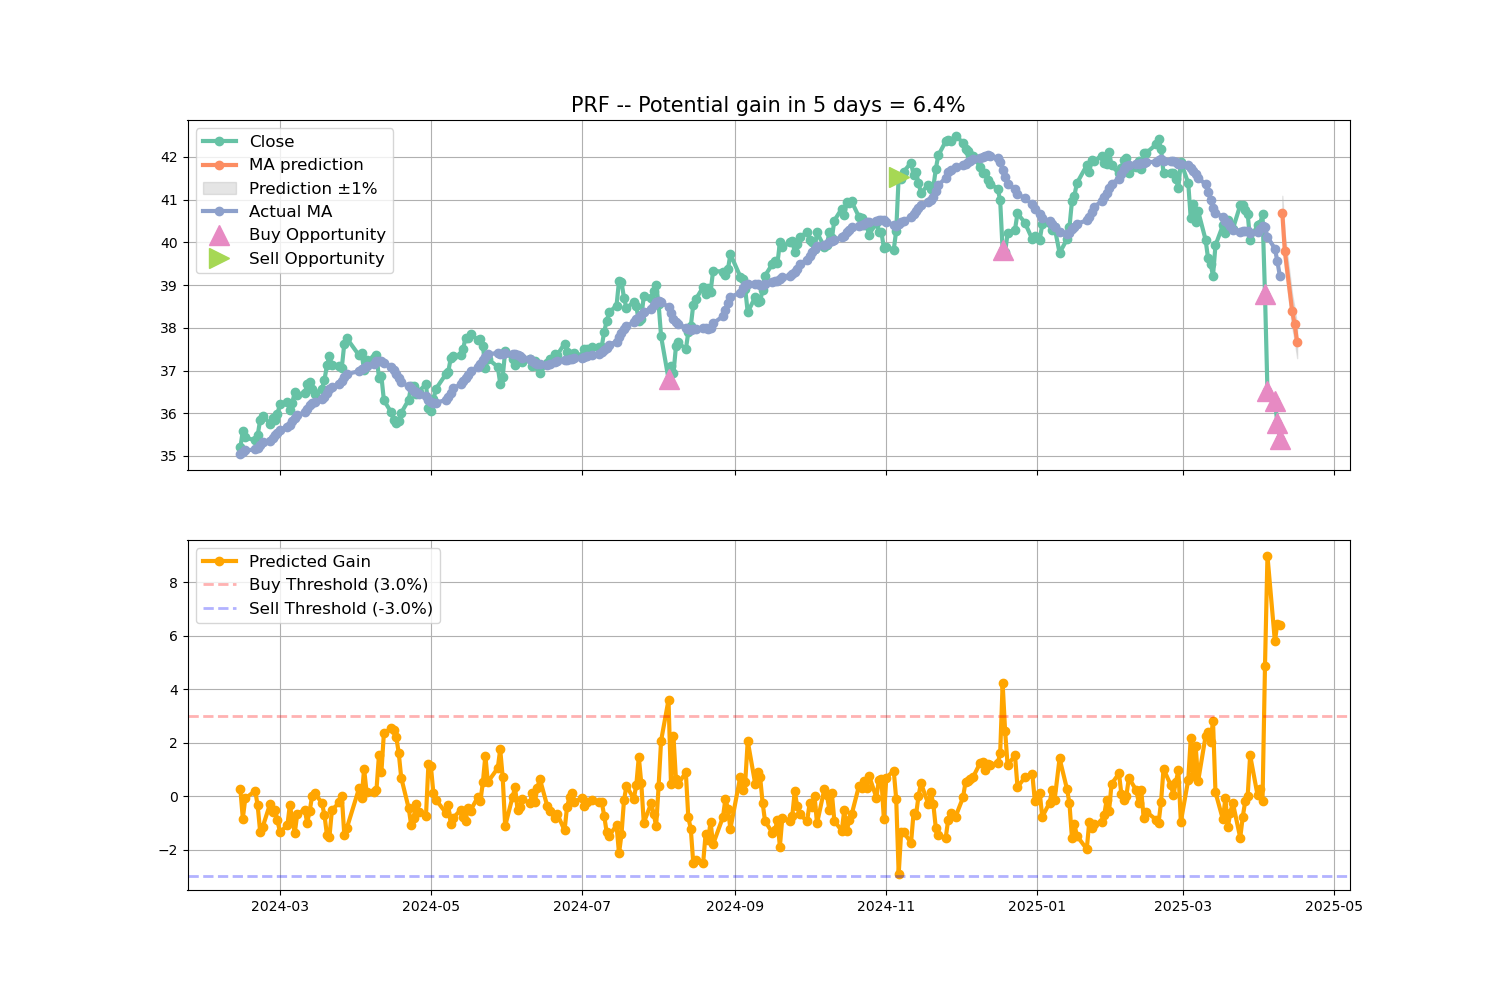 PRF -- Potential gain in 5 days = 6.4%
Close
MA prediction
Prediction ±1%
Actual MA
Buy Opportunity
Sell Opportunity
42
41
40
39
38
37
36
35
Predicted Gain
Buy Threshold (3.0%)
Sell Threshold (-3.0%)
8
6
4
2
0
−2
2024-03 2024-05 2024-07 2024-09 2024-11 2025-01 2025-03 2025-05